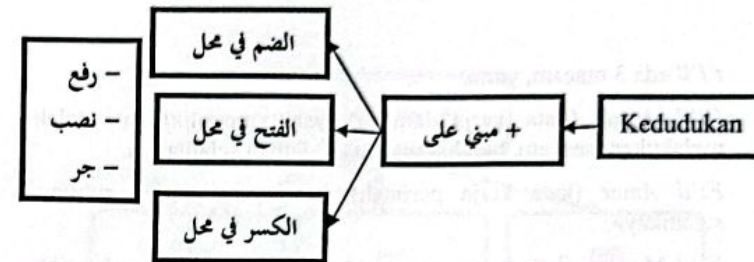 Kedudukan
+ مبني على
الضم في محل
الفتح في محل
الكسر في محل
– رفع
– نصب
– جر